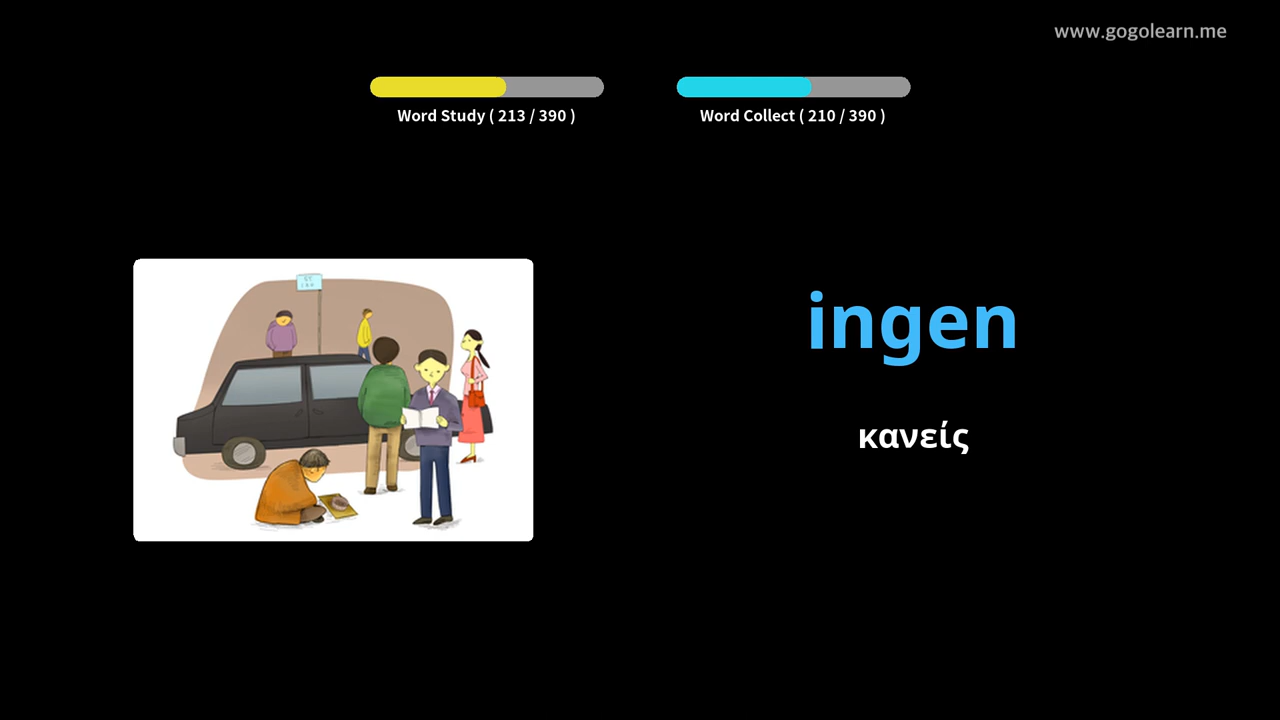 www.gogolearn.me
Word Study ( 213 / 390 )
Word Collect ( 210 / 390 )
ingen
κανείς